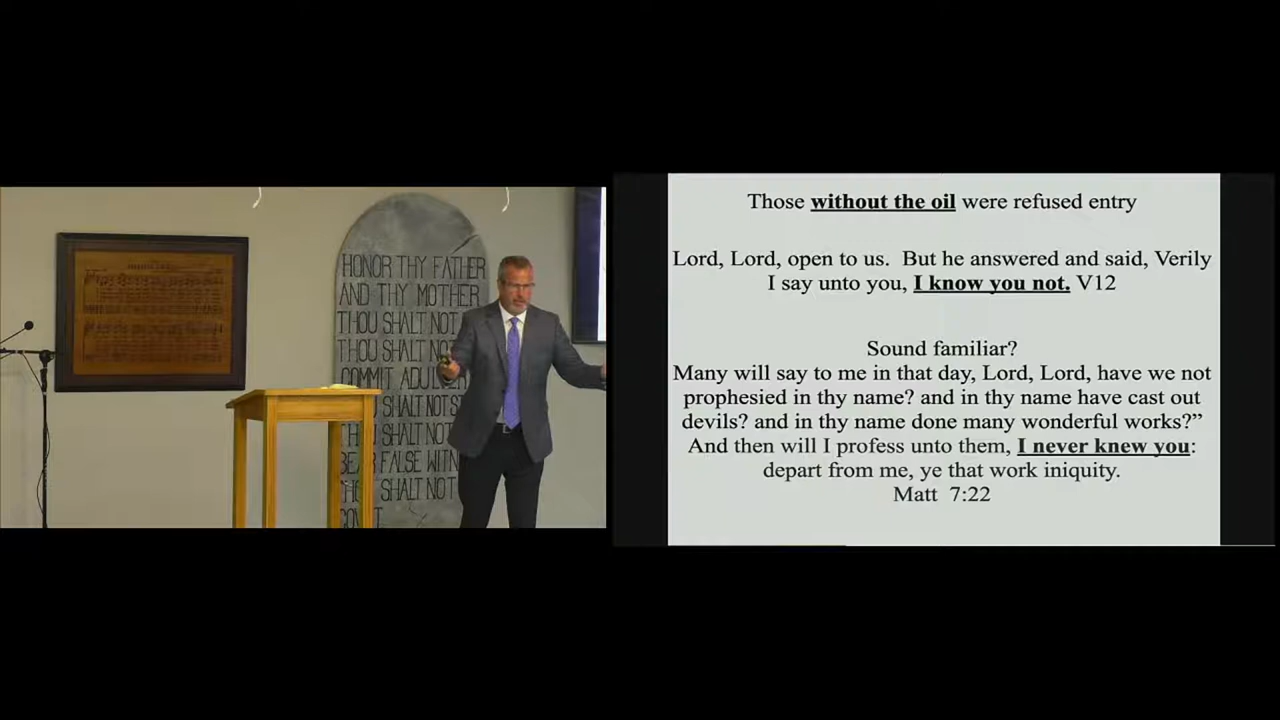 HONOR THY FATHER
AND THY MOTHER
THOU SHALT NOT
THOU SHALT NOT
COMMIT
THOU SHALT NOT
THOU SHALT NOT
BEAR FALSE WITN
THOU SHALT NOT
COVET
Those without the oil were refused entry
Lord, Lord, open to us. But he answered and said, Verily
I say unto you, I know you not. V12
Sound familiar?
Many will say to me in that day, Lord, Lord, have we not
prophesied in thy name? and in thy name have cast out
devils? and in thy name done many wonderful works?”
And then will I profess unto them, I never knew you:
depart from me, ye that work iniquity.
Matt 7:22